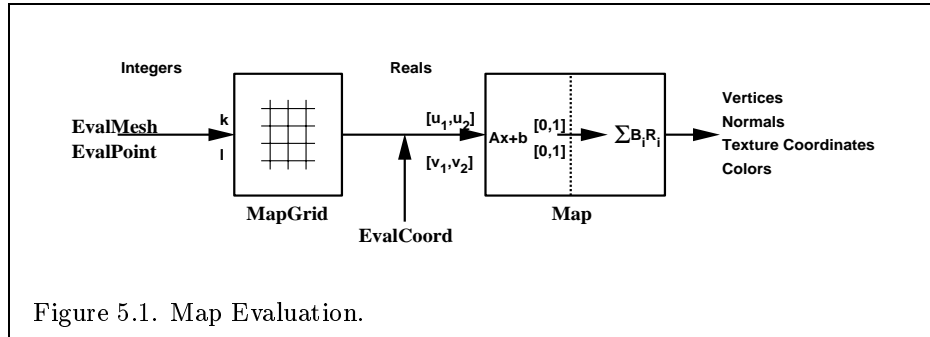 Integers
Reals
EvalMesh
EvalPoint
k
l
[u1,u2]
[v1,v2]
Ax+b
[0,1]
[0,1]
∑BiRi
Vertices
Normals
Texture Coordinates
Colors
MapGrid
EvalCoord
Map
Figure 5.1. Map Evaluation.